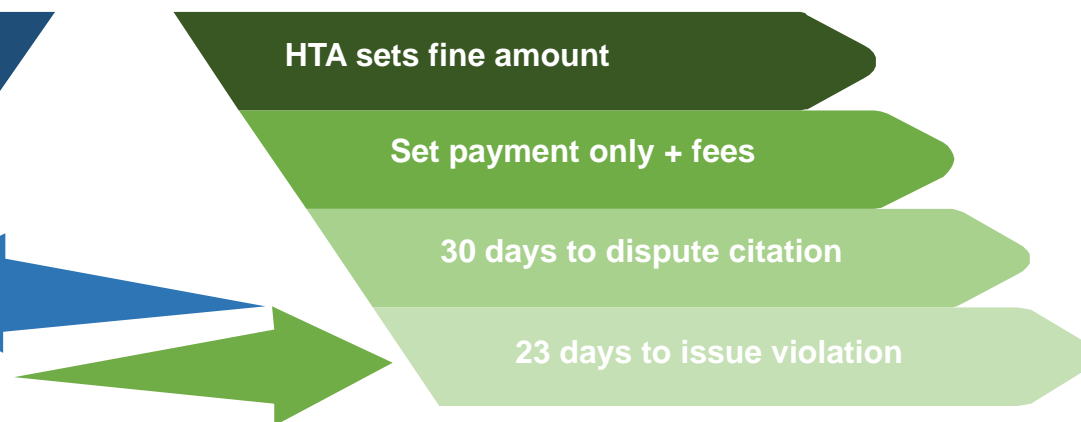 HTA sets fine amount
Set payment only + fees
30 days to dispute citation
23 days to issue violation